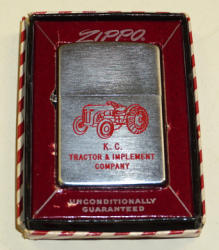 ZIPPO
K. C.
TRACTOR & IMPLEMENT
COMPANY
UNCONDITIONALLY
GUARANTEED